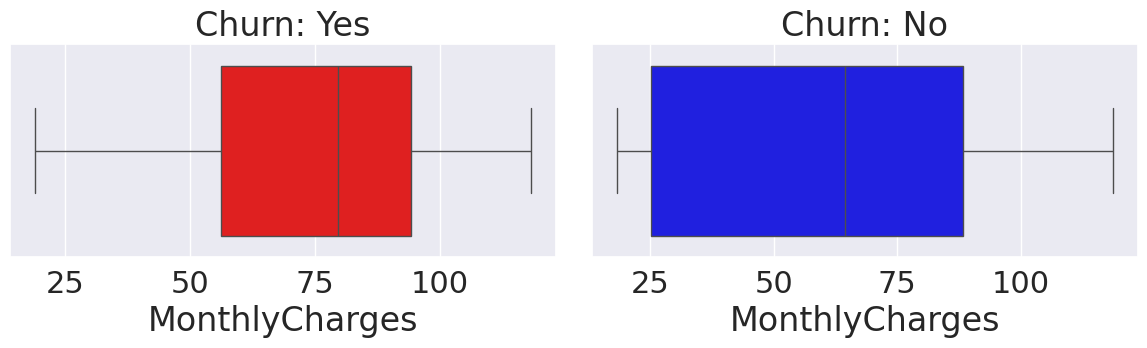 Churn: Yes
25 50 75 100
MonthlyCharges
Churn: No
25 50 75 100
MonthlyCharges